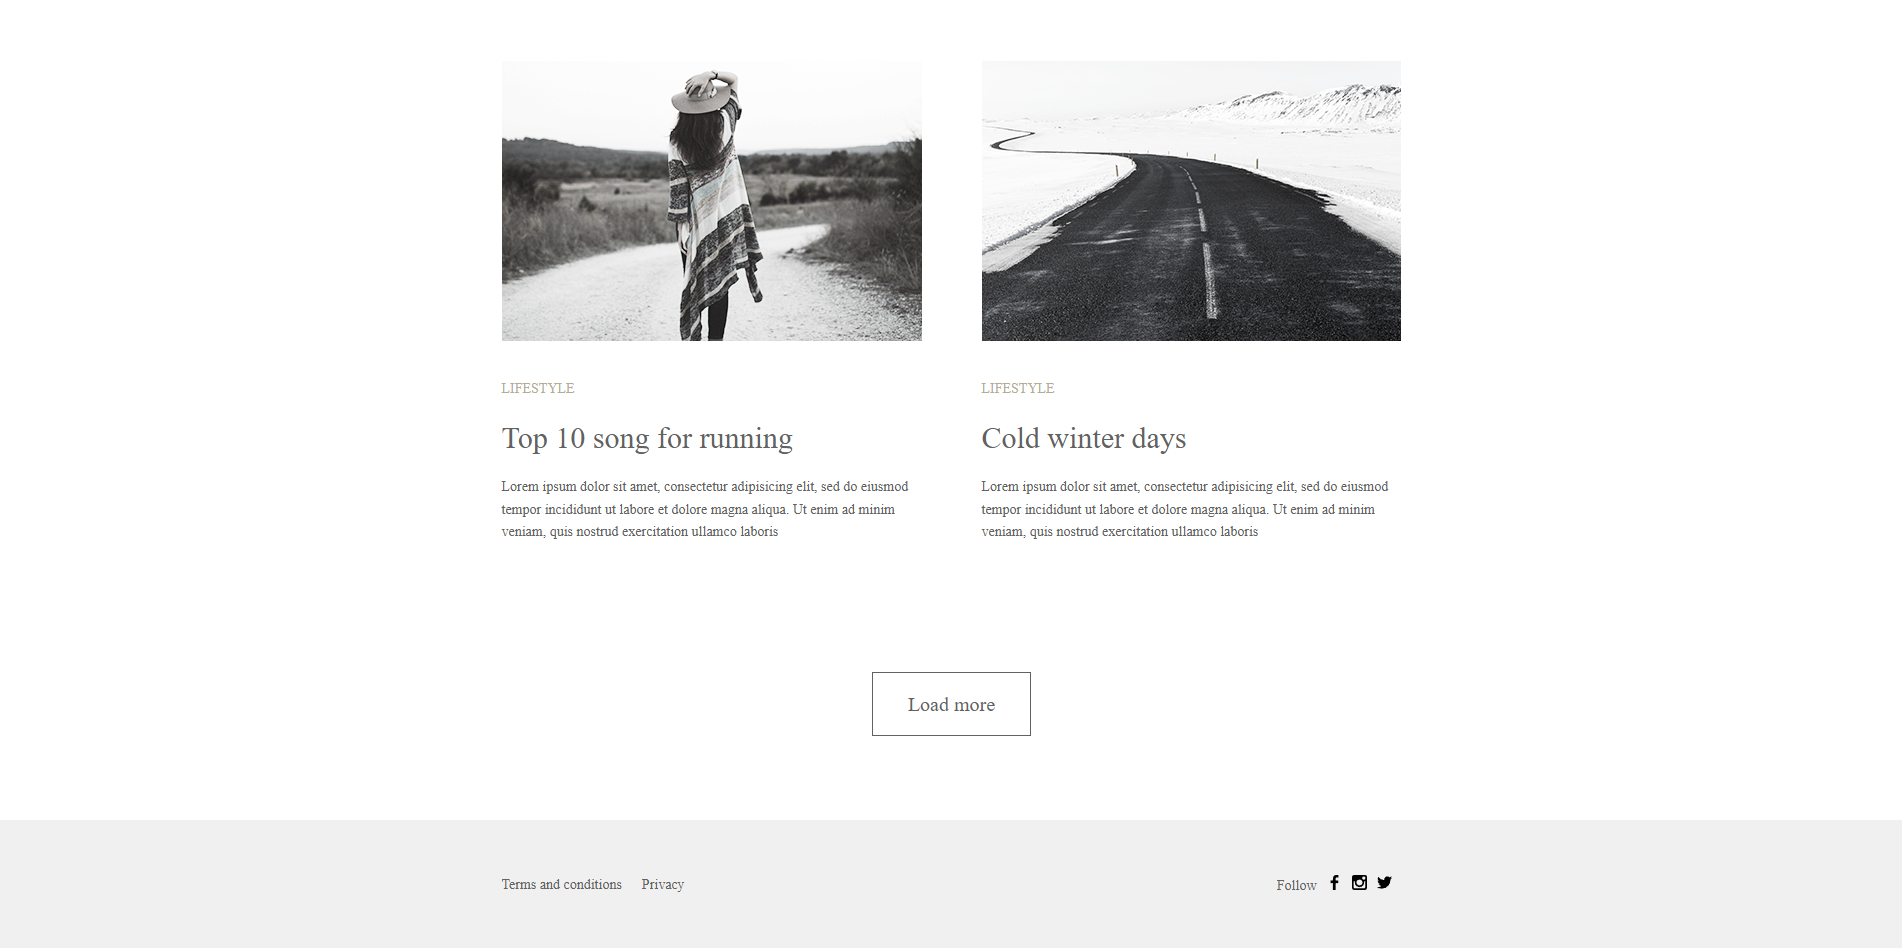 LIFESTYLE
Top 10 song for running
Lorem ipsum dolor sit amet, consectetur adipisicing elit, sed do eiusmod
tempor incididunt ut labore et dolore magna aliqua. Ut enim ad minim
veniam, quis nostrud exercitation ullamco laboris
LIFESTYLE
Cold winter days
Lorem ipsum dolor sit amet, consectetur adipisicing elit, sed do eiusmod
tempor incididunt ut labore et dolore magna aliqua. Ut enim ad minim
veniam, quis nostrud exercitation ullamco laboris
Load more
Terms and conditions Privacy
Follow